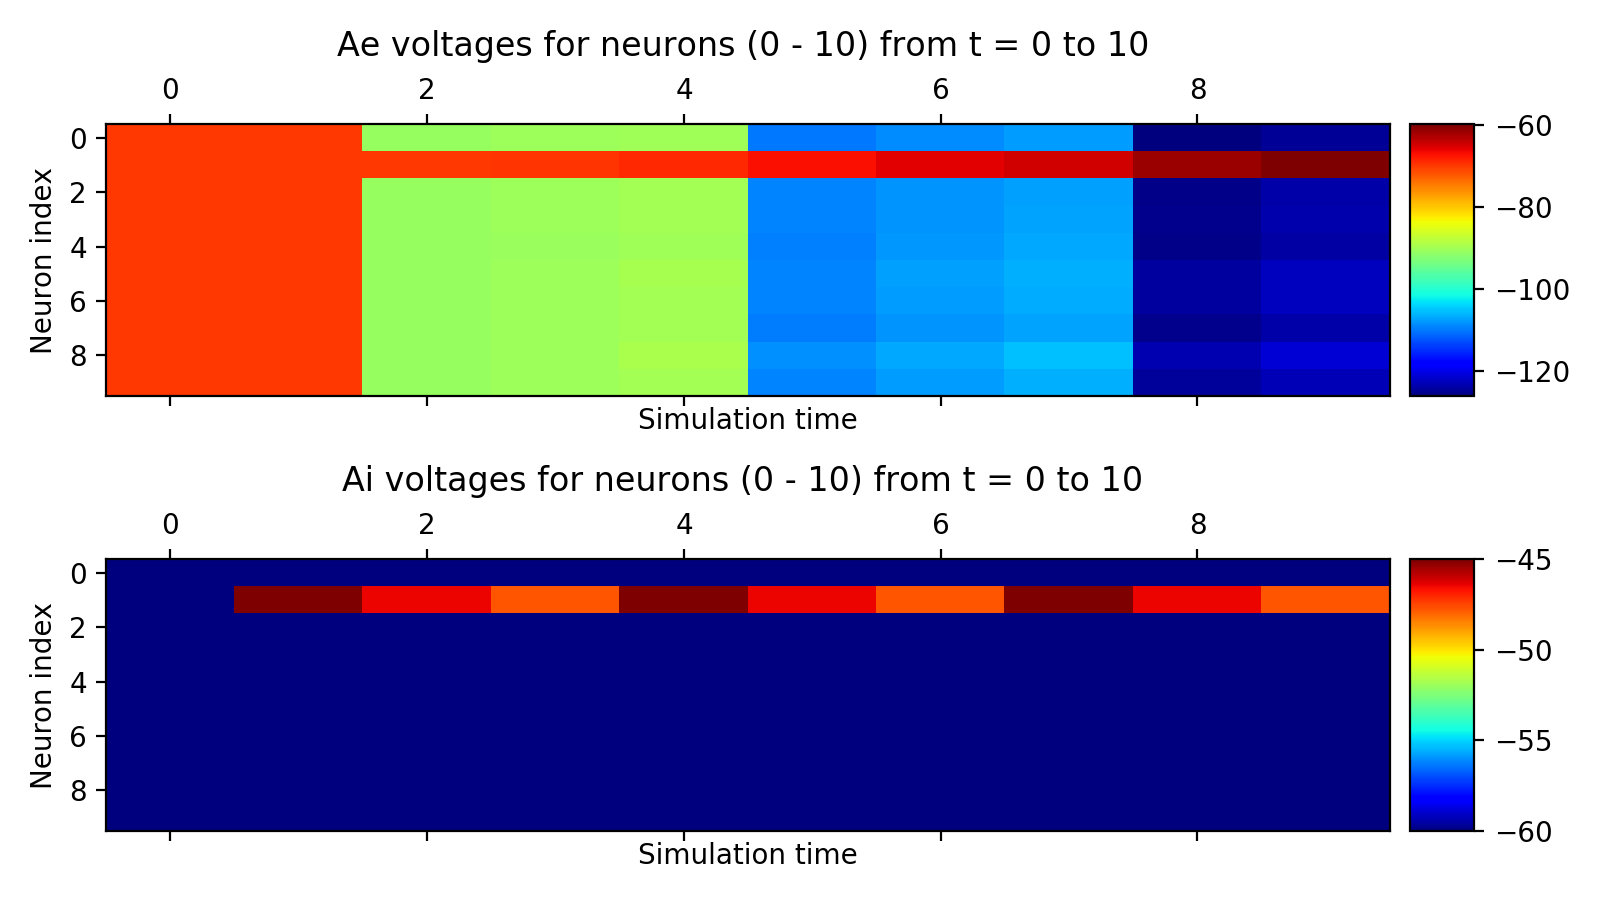 Ae voltages for neurons (0 - 10) from t = 0 to 10
0 2 4 6 8
Neuron index
0
2
4
6
8
−60
−80
−100
−120
Simulation time
Ai voltages for neurons (0 - 10) from t = 0 to 10
0 2 4 6 8
Neuron index
0
2
4
6
8
−45
−50
−55
−60
Simulation time